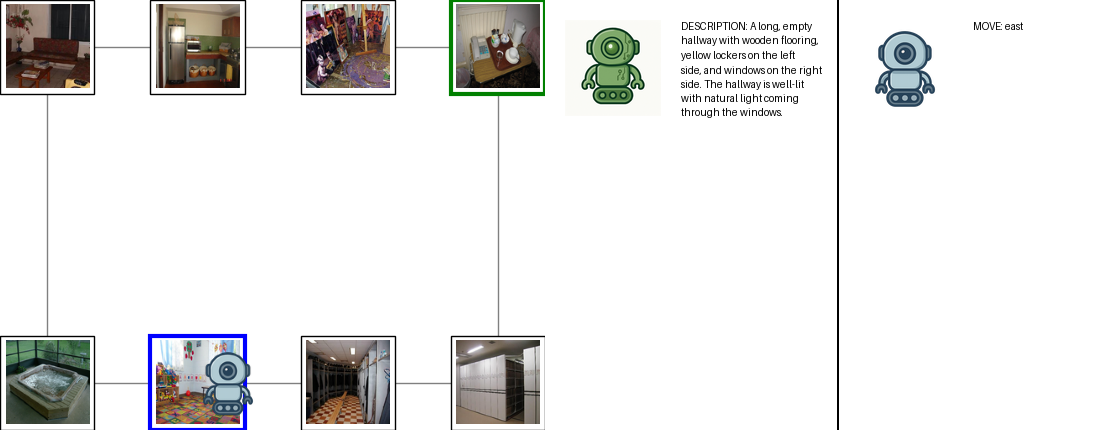 DESCRIPTION: A long, empty
hallway with wooden flooring,
yellow lockers on the left
side, and windows on the right
side. The hallway is well-lit
with natural light coming
through the windows.
MOVE: east